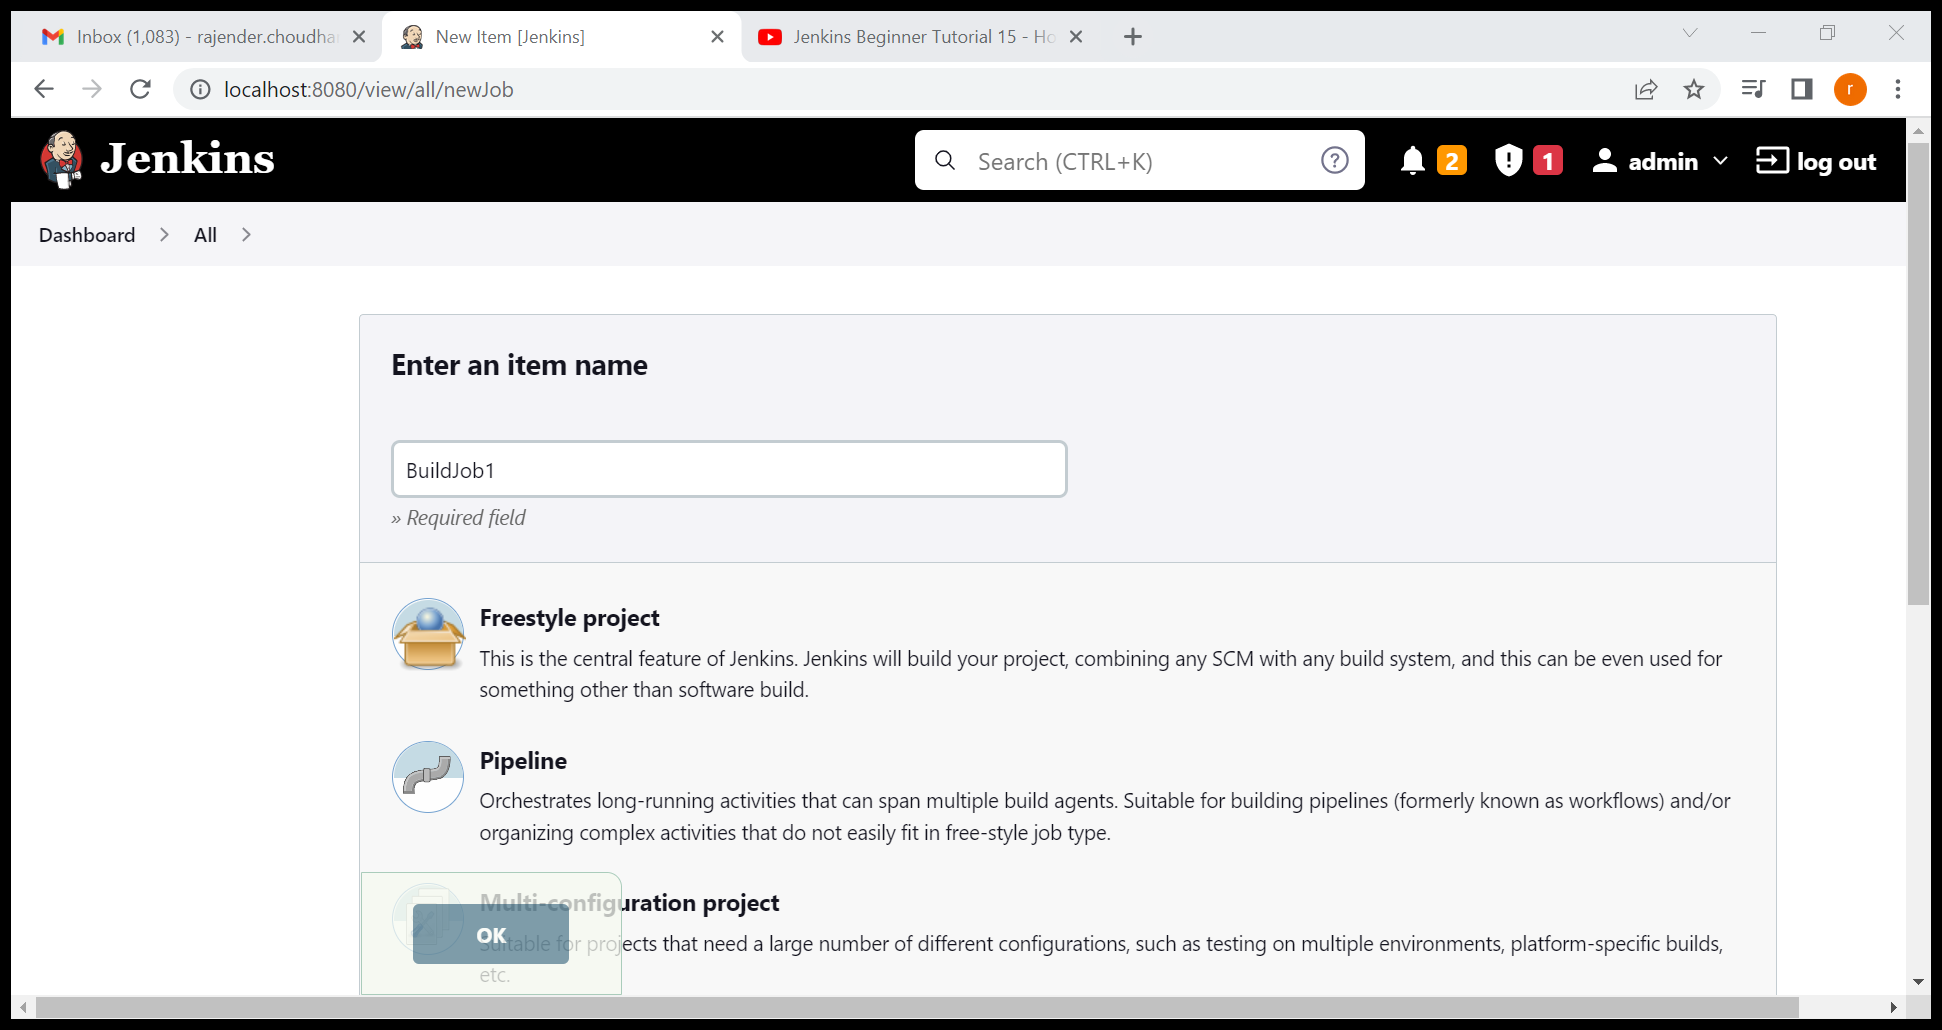 Inbox (1,083) - rajender.choudha
New Item [Jenkins]
Jenkins Beginner Tutorial 15 - Ho
localhost:8080/view/all/newJob
r
Jenkins
Search (CTRL+K)
2
1
admin
log out
Dashboard
All
Enter an item name
BuildJob1
» Required field
Freestyle project
This is the central feature of Jenkins. Jenkins will build your project, combining any SCM with any build system, and this can be even used for
something other than software build.
Pipeline
Orchestrates long-running activities that can span multiple build agents. Suitable for building pipelines (formerly known as workflows) and/or
organizing complex activities that do not easily fit in free-style job type.
Multi-configuration project
OK
Suitable for projects that need a large number of different configurations, such as testing on multiple environments, platform-specific builds,
etc.